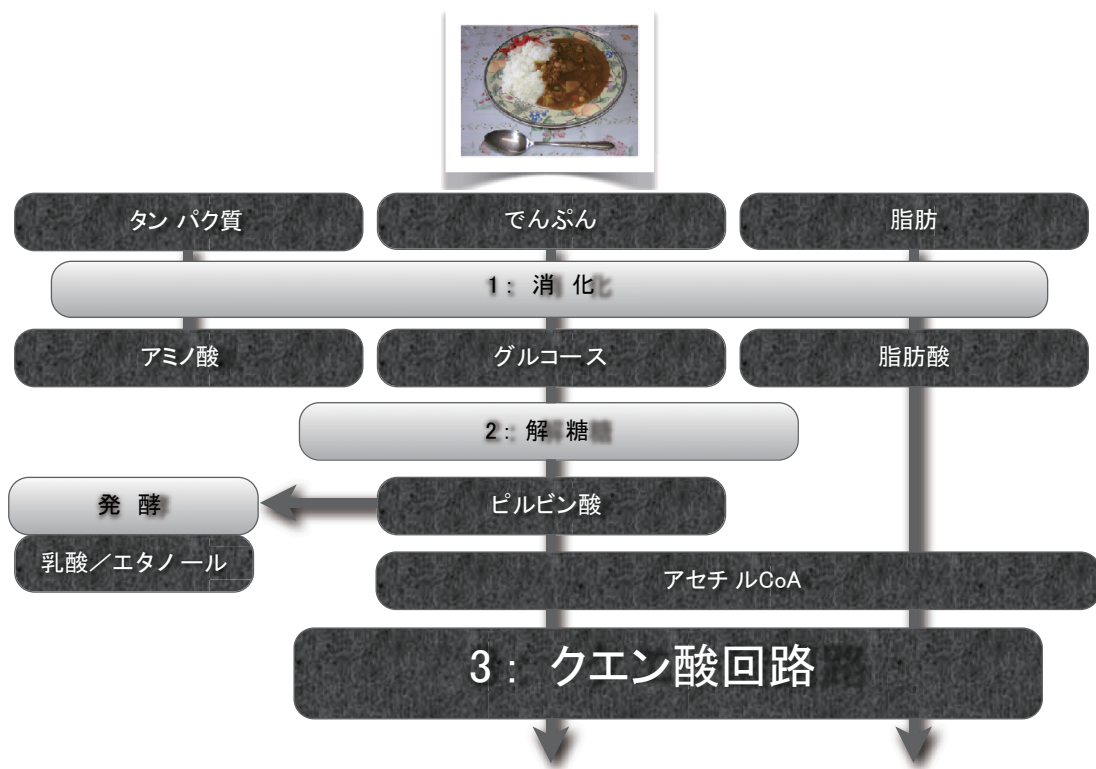 タンパク質
でんぷん
脂肪
1： 消 化
アミノ酸
グルコース
脂肪酸
2： 解 糖
発 酵
ピルビン酸
乳酸／エタノール
アセチルCoA
3： クエン酸回路